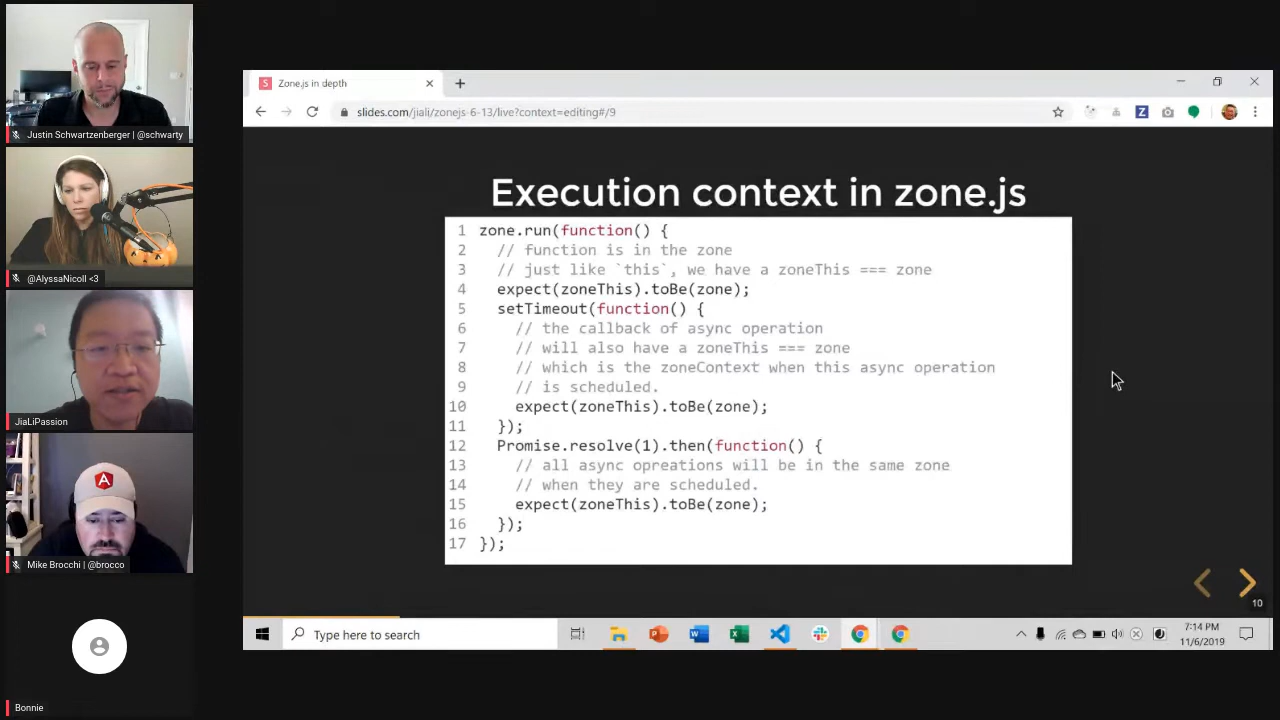 Justin Schwartzenberger | @schwarty
@AlyssaNicoll <3
JiaLiPassion
Mike Brocchi | @brocco
Bonnie
Zone.js in depth
slides.com/jiali/zonejs-6-13/live?context=editing#/9
Execution context in zone.js
1 zone.run(function() {
2 // function is in the zone
3 // just like `this`, we have a zoneThis === zone
4 expect(zoneThis).toBe(zone);
5 setTimeout(function() {
6 // the callback of async operation
7 // will also have a zoneThis === zone
8 // which is the zoneContext when this async operation
9 // is scheduled.
10 expect(zoneThis).toBe(zone);
11 });
12 Promise.resolve(1).then(function() {
13 // all async opreations will be in the same zone
14 // when they are scheduled.
15 expect(zoneThis).toBe(zone);
16 });
17 });
10
Type here to search
7:14 PM
11/6/2019